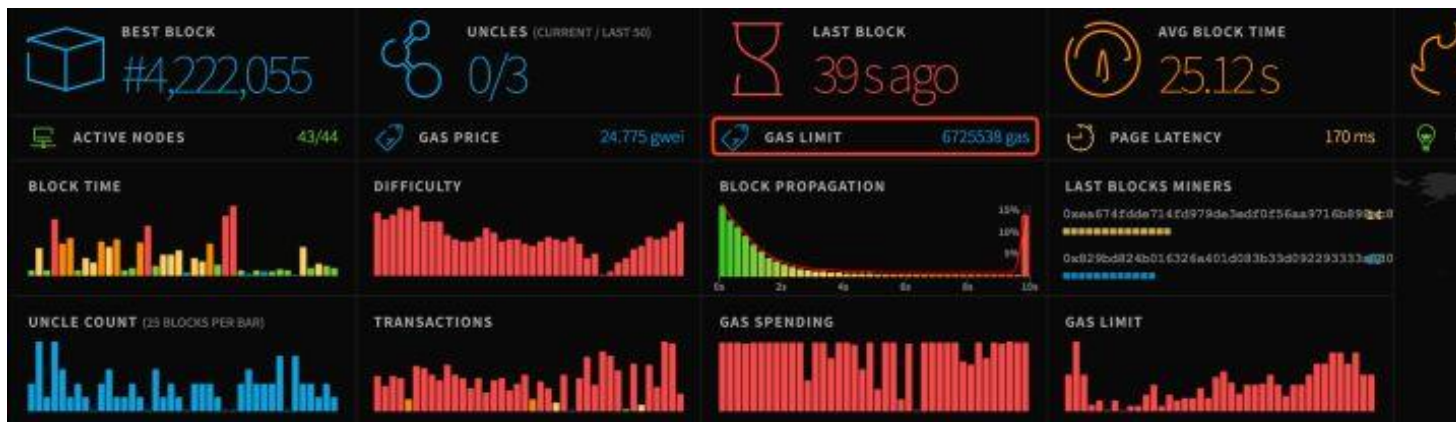 BEST BLOCK
#4,222,055
UNCLES (CURRENT / LAST 50)
0/3
LAST BLOCK
39 s ago
AVG BLOCK TIME
25.12 s
ACTIVE NODES 43/44
GAS PRICE 24.775 gwei
GAS LIMIT 6725538 gas
PAGE LATENCY 170 ms
BLOCK TIME
DIFFICULTY
BLOCK PROPAGATION
15%
10%
5%
0s 2s 4s 6s 8s 10s
LAST BLOCKS MINERS
UNCLE COUNT (25 BLOCKS PER BAR)
TRANSACTIONS
GAS SPENDING
GAS LIMIT